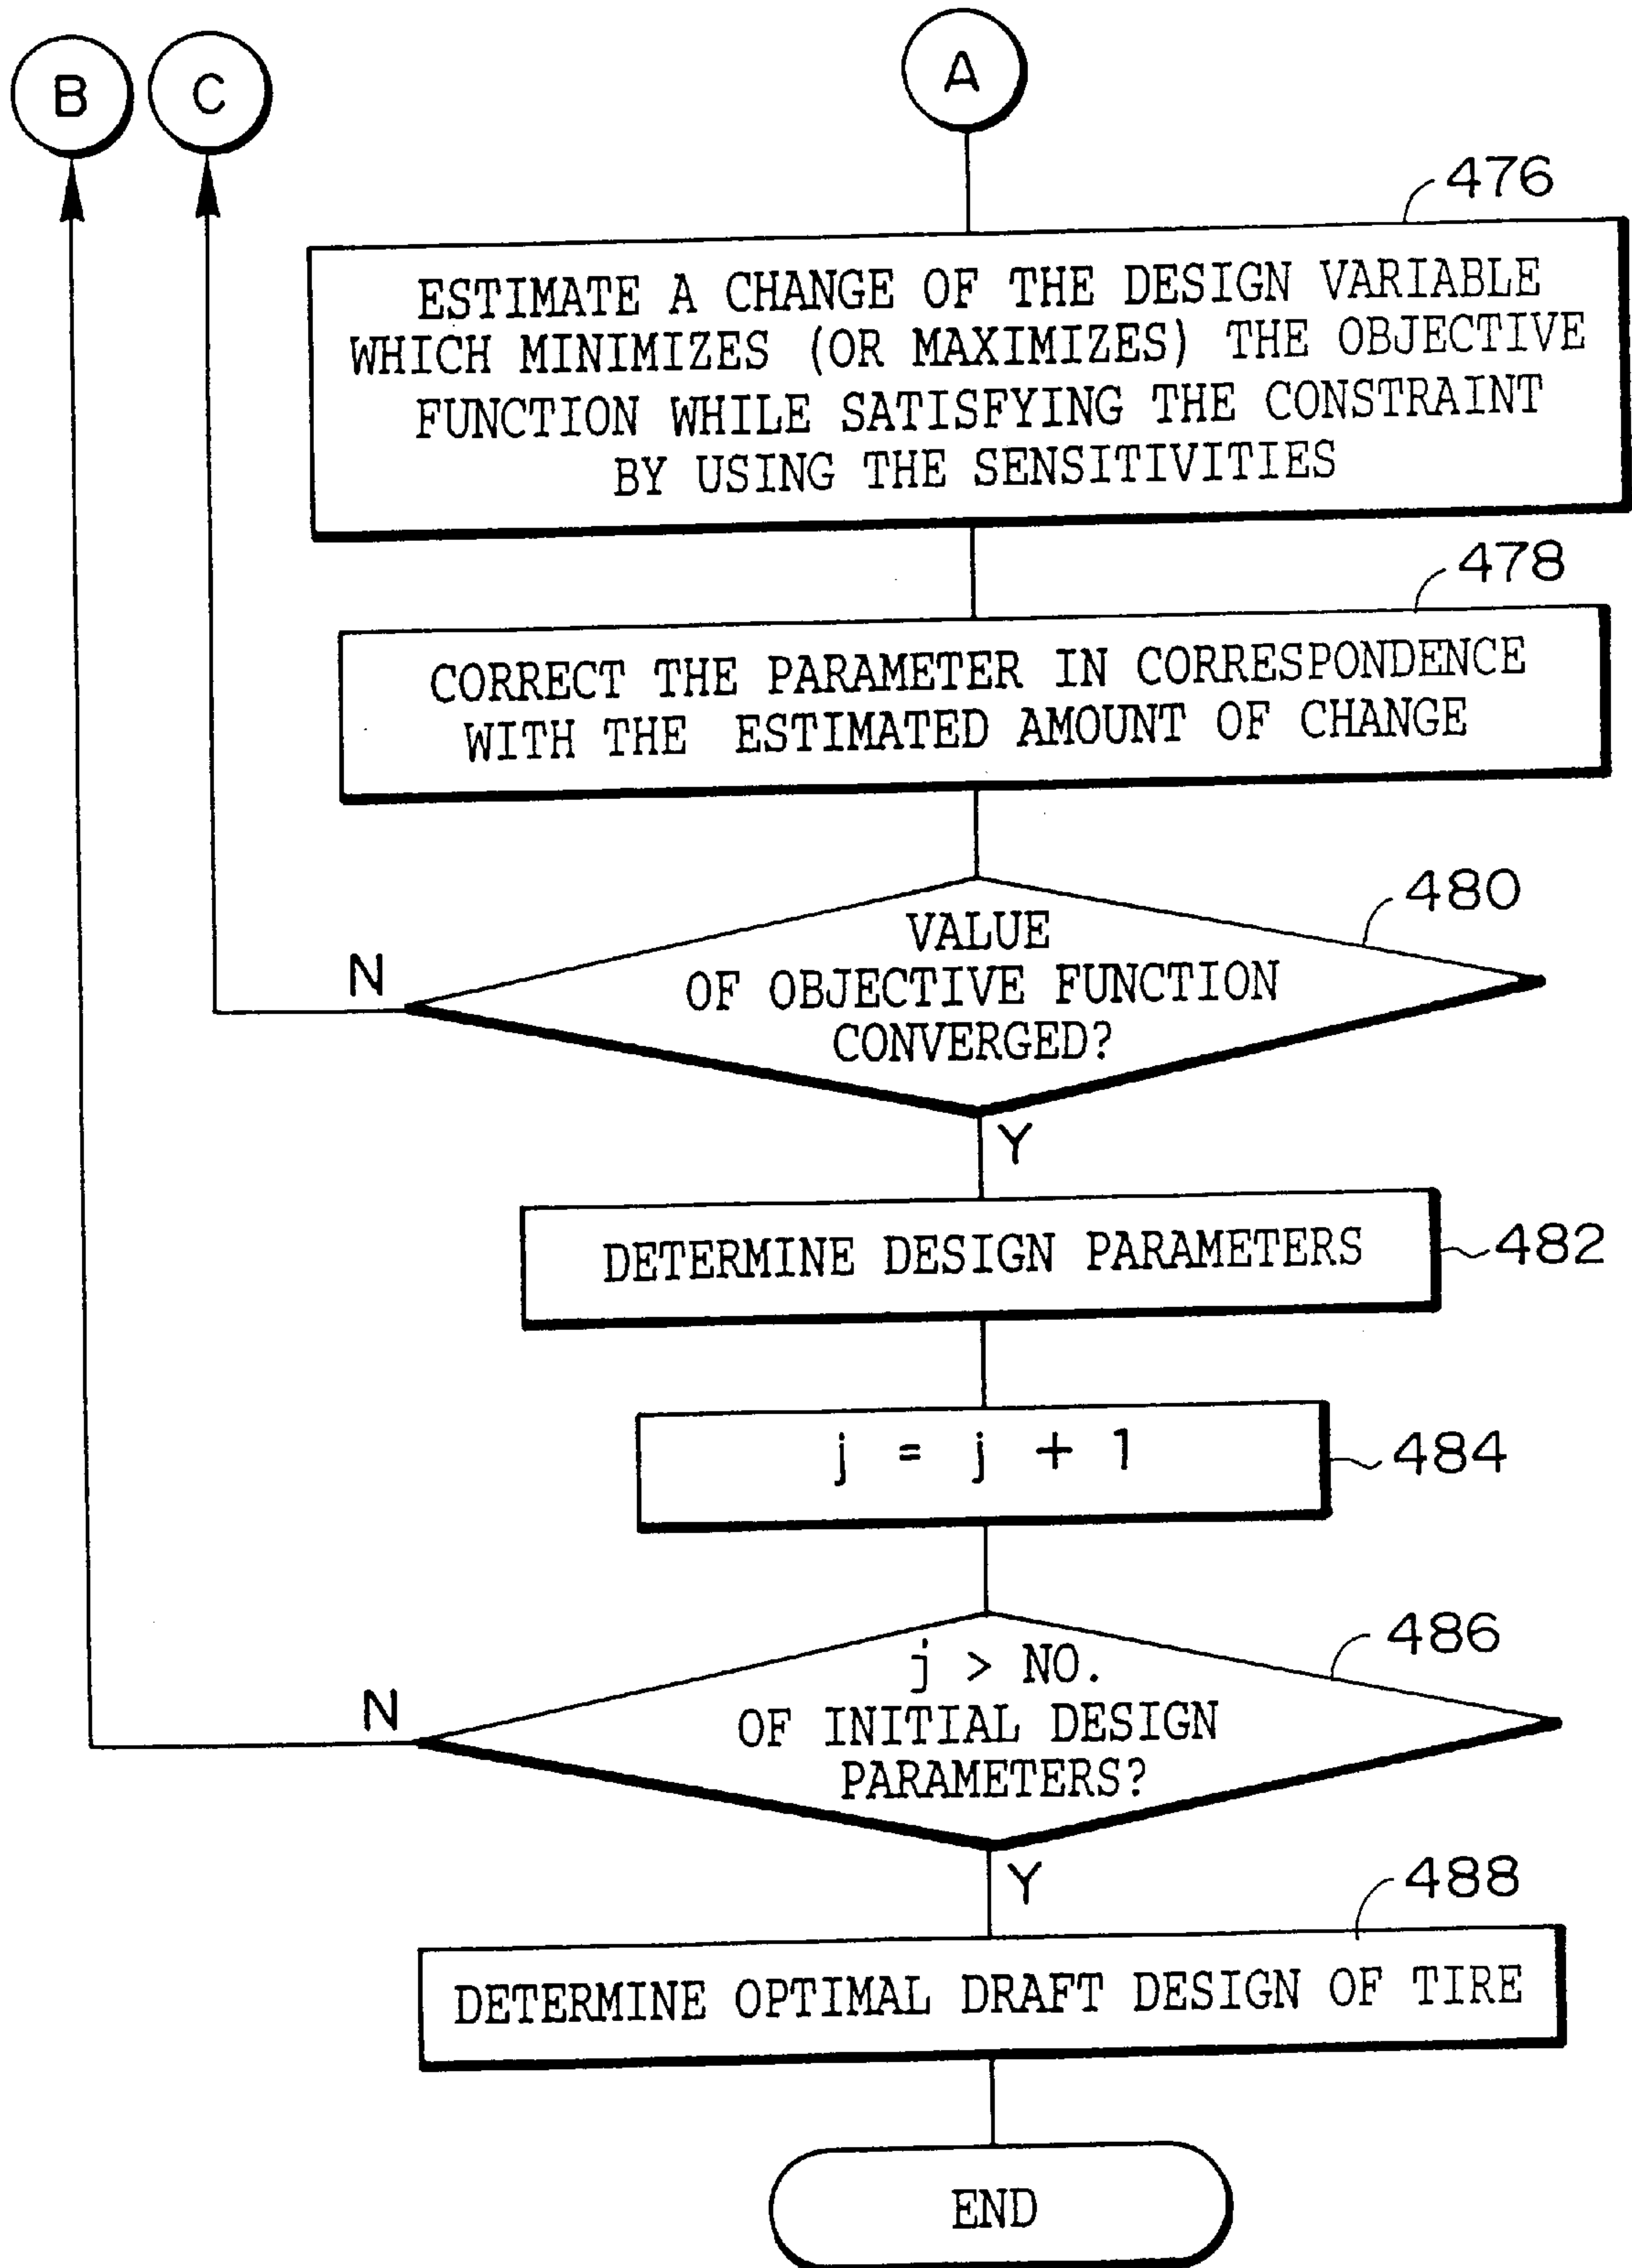 B
C
A
476
ESTIMATE A CHANGE OF THE DESIGN VARIABLE
WHICH MINIMIZES (OR MAXIMIZES) THE OBJECTIVE
FUNCTION WHILE SATISFYING THE CONSTRAINT
BY USING THE SENSITIVITIES
478
CORRECT THE PARAMETER IN CORRESPONDENCE
WITH THE ESTIMATED AMOUNT OF CHANGE
480
VALUE
OF OBJECTIVE FUNCTION
CONVERGED?
N
Y
DETERMINE DESIGN PARAMETERS
482
j = j + 1
484
486
j > NO.
OF INITIAL DESIGN
PARAMETERS?
N
Y
488
DETERMINE OPTIMAL DRAFT DESIGN OF TIRE
END